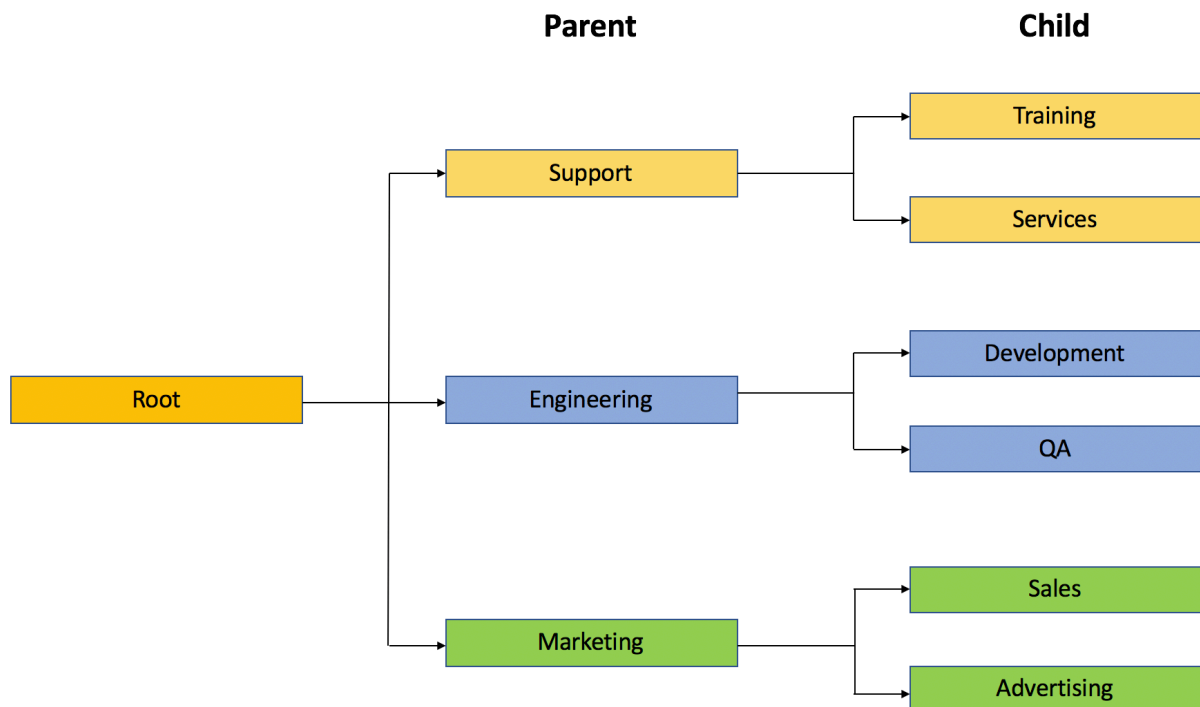 Parent
Child
Training
Support
Services
Development
Root
Engineering
QA
Sales
Marketing
Advertising